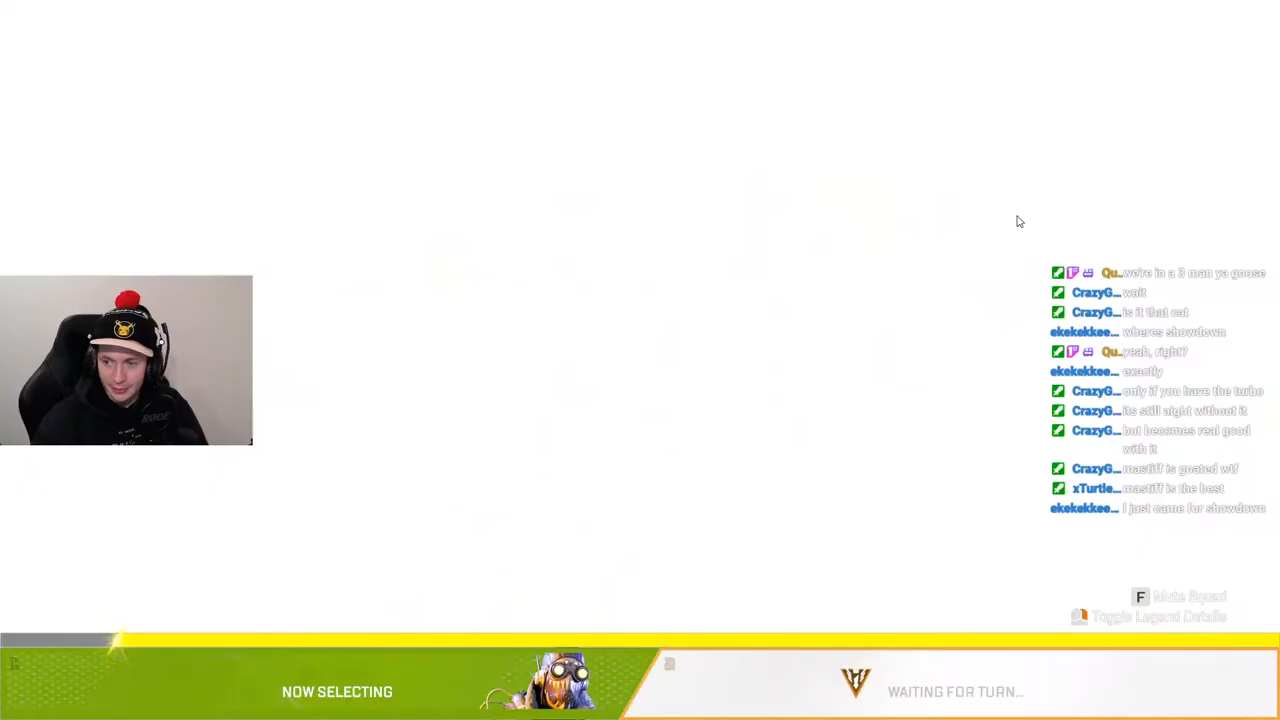 Qu...we're in a 3 man ya goose
CrazyG... wait
CrazyG... is it that cat
ekekekkee... wheres showdown
Qu...yeah, right?
ekekekkee... exactly
CrazyG... only if you have the turbo
CrazyG... its still aight without it
CrazyG... but becomes real good
with it
CrazyG... mastiff is goated wtf
xTurtle... mastiff is the best
ekekekkee... I just came for showdown
F Mute Squad
Toggle Legend Details
NOW SELECTING
WAITING FOR TURN...